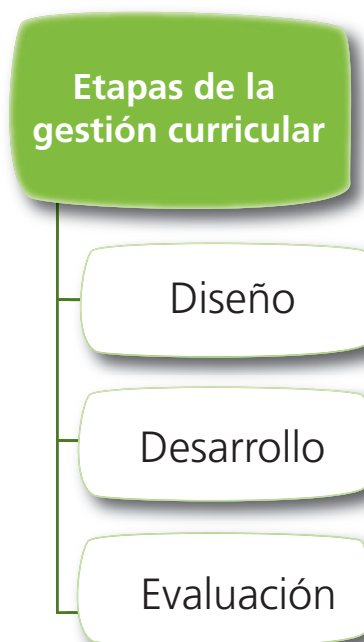 Etapas de la
gestión curricular
Diseño
Desarrollo
Evaluación